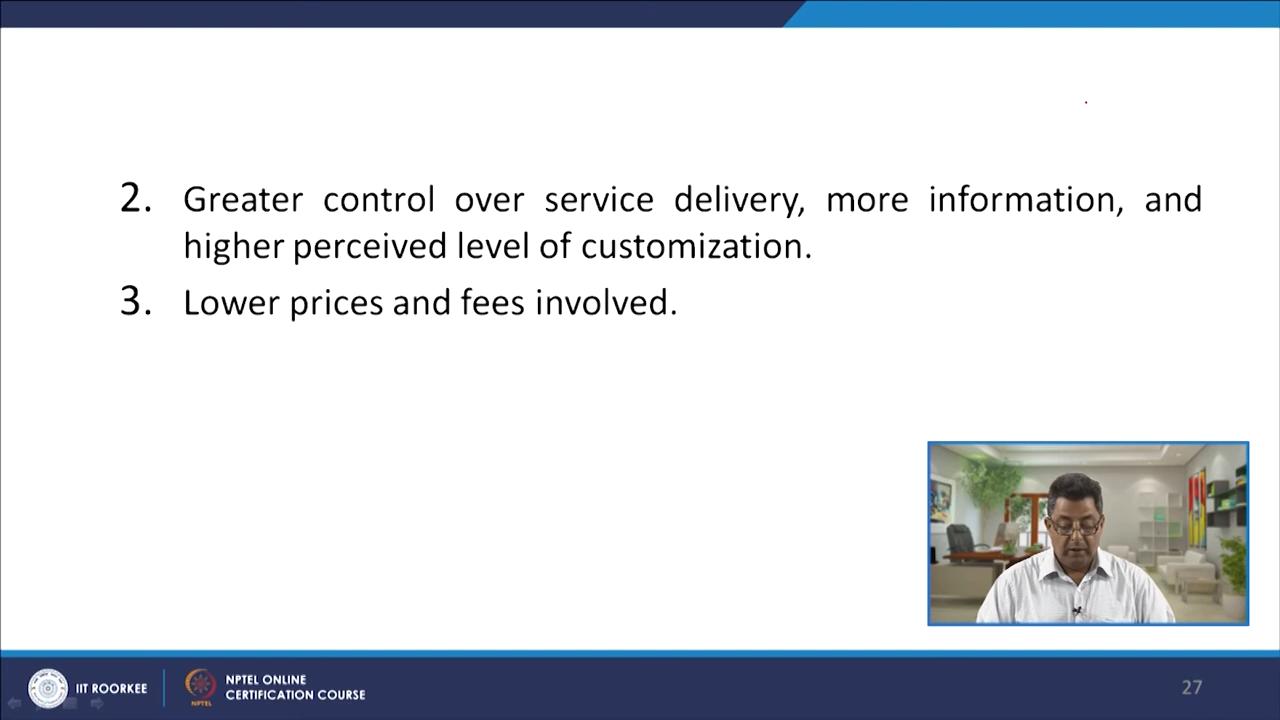 2. Greater control over service delivery, more information, and
higher perceived level of customization.
3. Lower prices and fees involved.
IIT ROORKEE
NPTEL ONLINE
CERTIFICATION COURSE
NPTEL
27